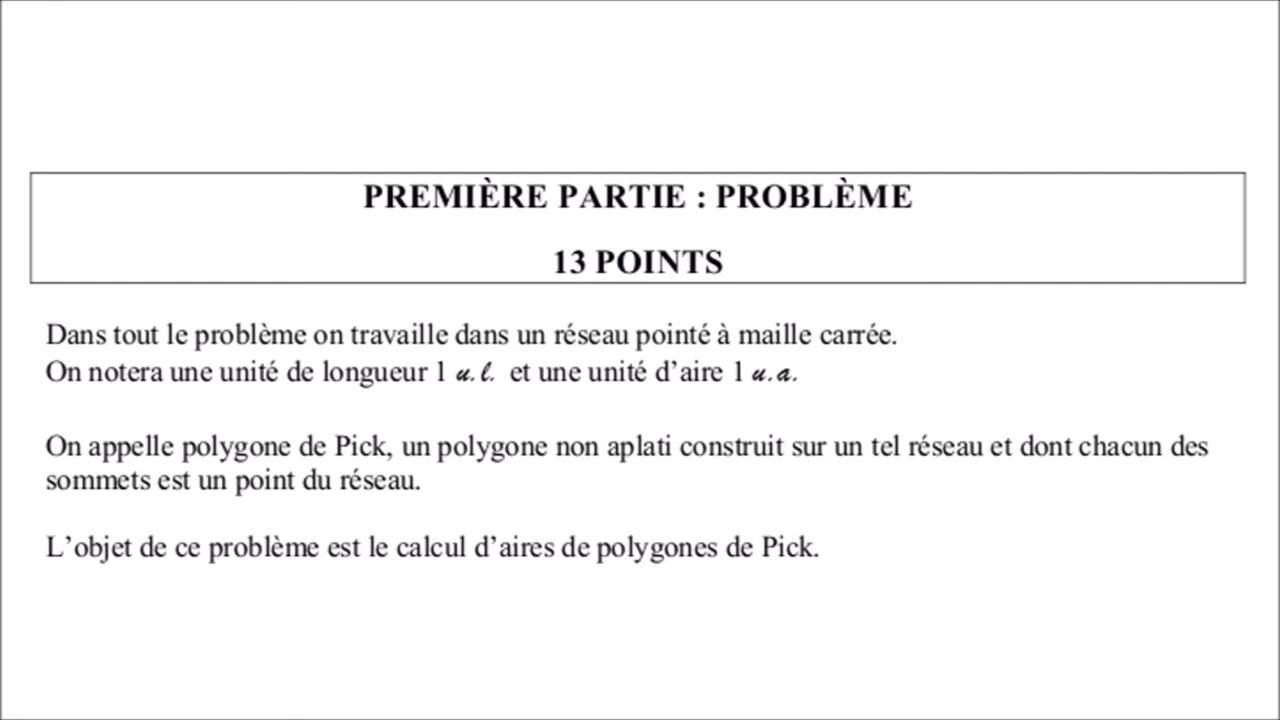 PREMIÈRE PARTIE : PROBLÈME
13 POINTS
Dans tout le problème on travaille dans un réseau pointé à maille carrée.
On notera une unité de longueur 1 u.l. et une unité d’aire 1 u.a.
On appelle polygone de Pick, un polygone non aplati construit sur un tel réseau et dont chacun des
sommets est un point du réseau.
L’objet de ce problème est le calcul d’aires de polygones de Pick.